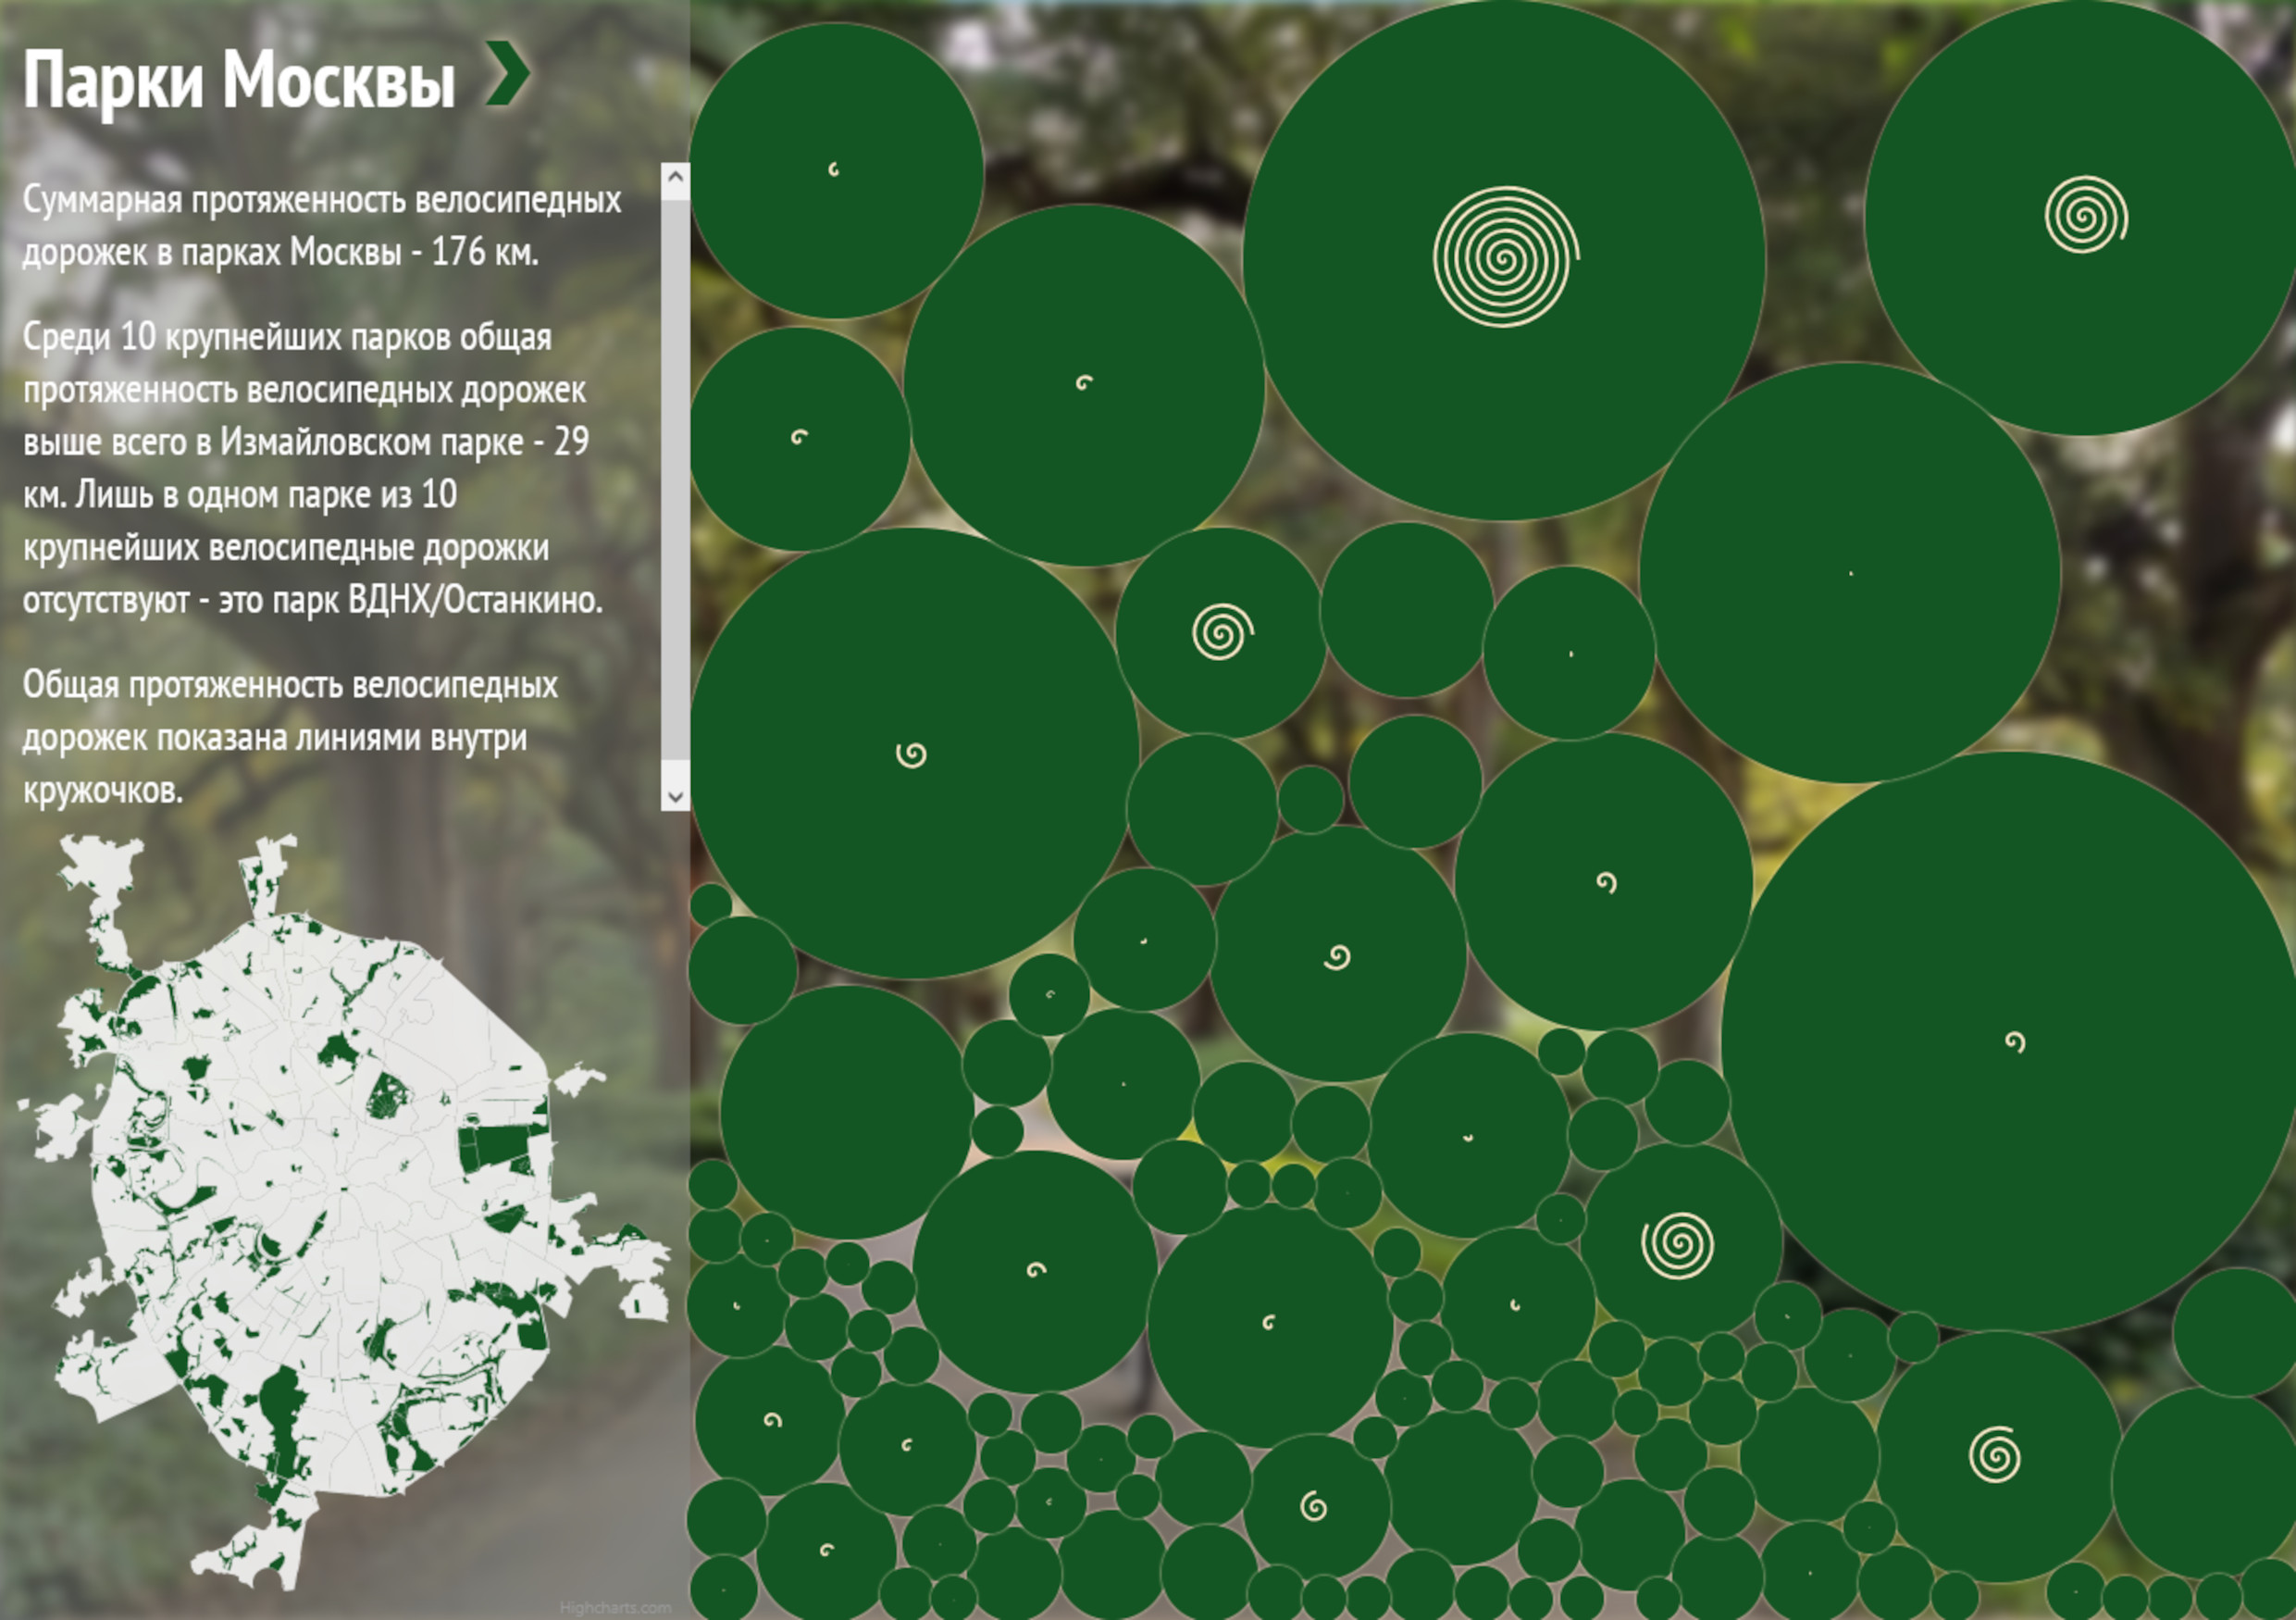 Парки Москвы
Суммарная протяженность велосипедных
дорожек в парках Москвы - 176 км.
Среди 10 крупнейших парков общая
протяженность велосипедных дорожек
выше всего в Измайловском парке - 29
км. Лишь в одном парке из 10
крупнейших велосипедные дорожки
отсутствуют - это парк ВДНХ/Останкино.
Общая протяженность велосипедных
дорожек показана линиями внутри
кружочков.
Highcharts.com